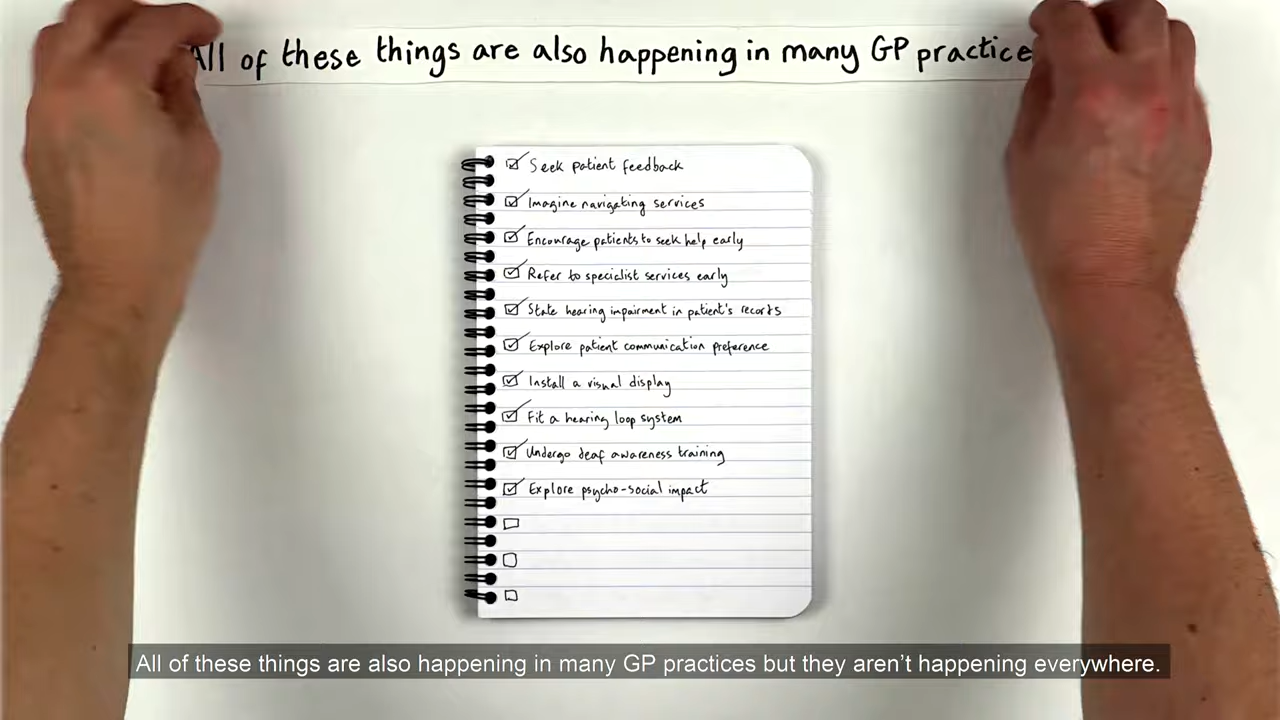 All of these things are also happening in many GP practice
Seek patient feedback
Imagine navigating services
Encourage patients to seek help early
Refer to specialist services early
State hearing impairment in patient's records
Explore patient communication preference
Install a visual display
Fit a hearing loop system
Undergo deaf awareness training
Explore psycho-social impact
All of these things are also happening in many GP practices but they aren't happening everywhere.